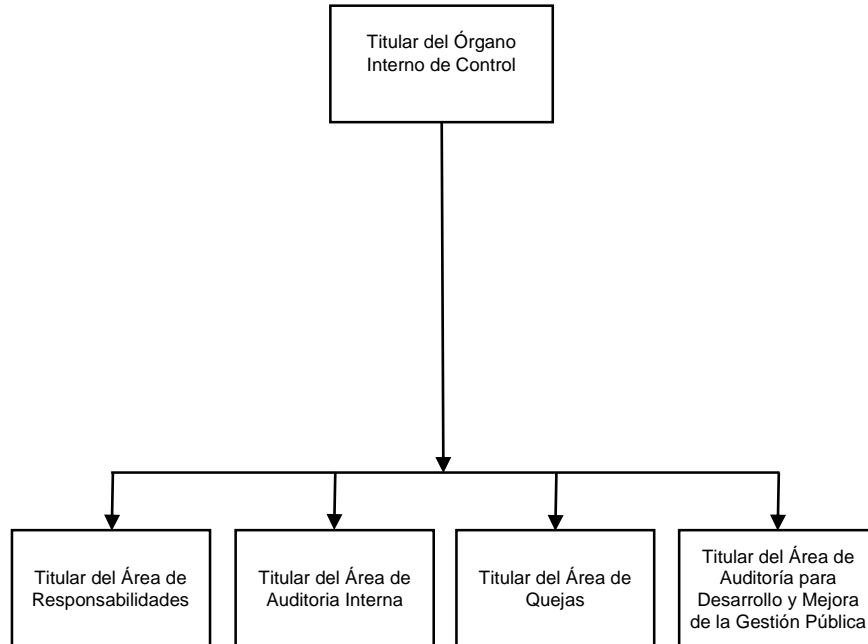 Titular del Órgano
Interno de Control
Titular del Área de
Responsabilidades
Titular del Área de
Auditoria Interna
Titular del Área de
Quejas
Titular del Área de
Auditoría para
Desarrollo y Mejora
de la Gestión Pública